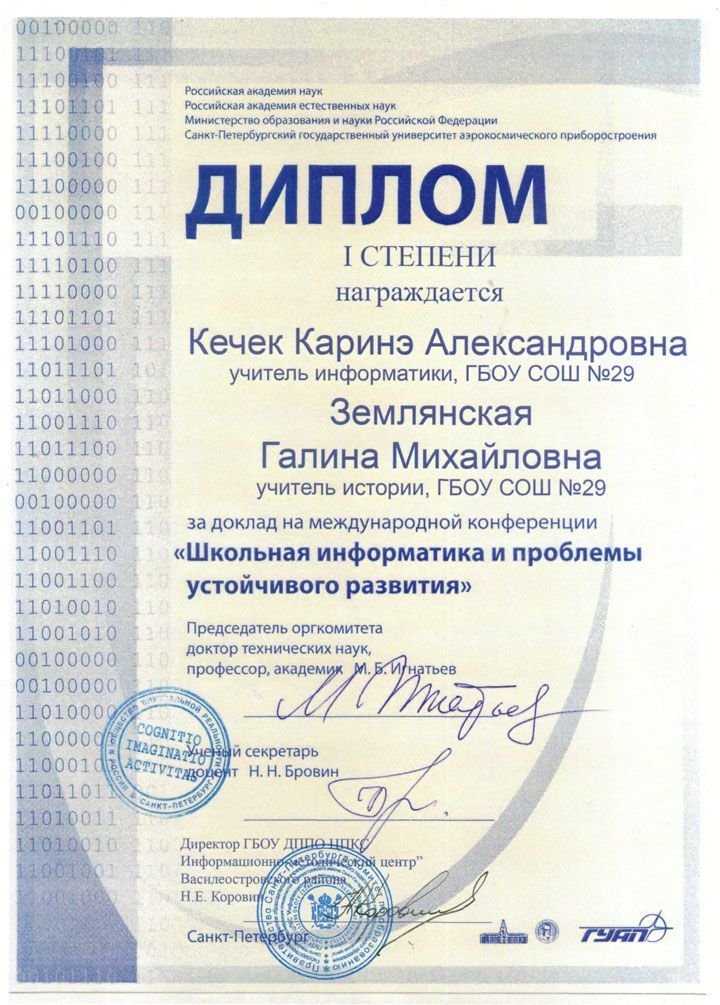 Российская академия наук
Российская академия естественных наук
Министерство образования и науки Российской Федерации
Санкт-Петербургский государственный университет аэрокосмического приборостроения
ДИПЛОМ
I СТЕПЕНИ
награждается
Кечек Каринэ Александровна
учитель информатики, ГБОУ СОШ №29
Землянская
Галина Михайловна
учитель истории, ГБОУ СОШ №29
за доклад на международной конференции
«Школьная информатика и проблемы
устойчивого развития»
Председатель оргкомитета
доктор технических наук,
профессор, академик М. Б. Игнатьев
COGNITIO
IMAGINATIO
ACTIVITAS
РОССИЯ САНКТ-ПЕТЕРБУРГ
Ученый секретарь
доцент Н. Н. Бровин
Директор ГБОУ ДППО ЦПКС
Информационно-методический центр"
Василеостровского района
Н.Е. Коровин
Санкт-Петербург
ГУАП